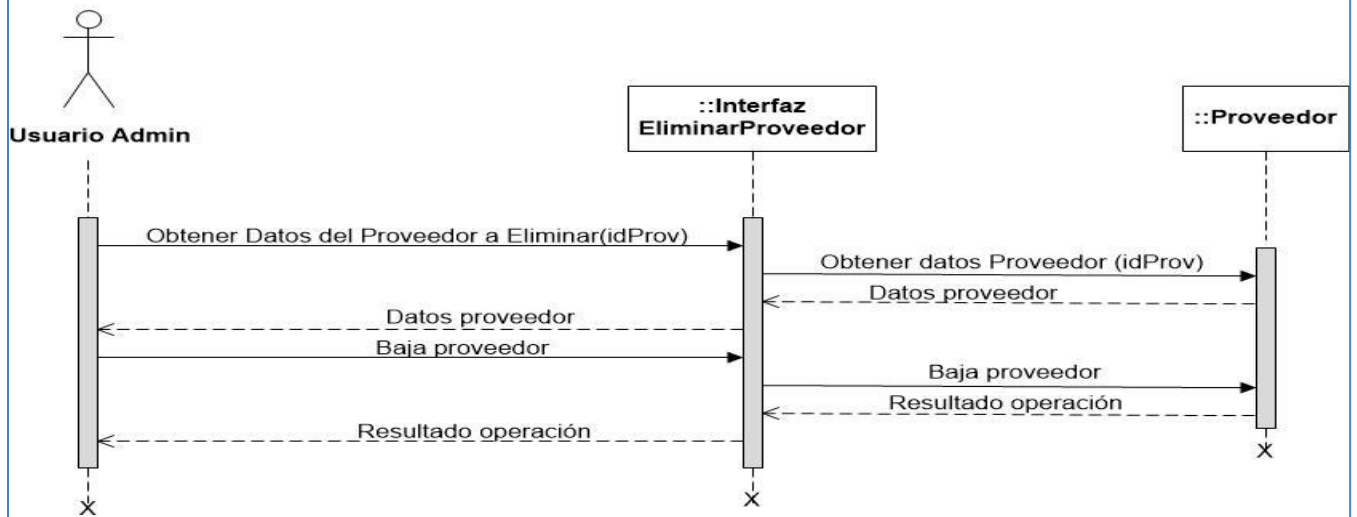 Usuario Admin
::Interfaz
EliminarProveedor
::Proveedor
Obtener Datos del Proveedor a Eliminar(idProv)
Obtener datos Proveedor (idProv)
Datos proveedor
Datos proveedor
Baja proveedor
Baja proveedor
Resultado operación
Resultado operación
X
X
X